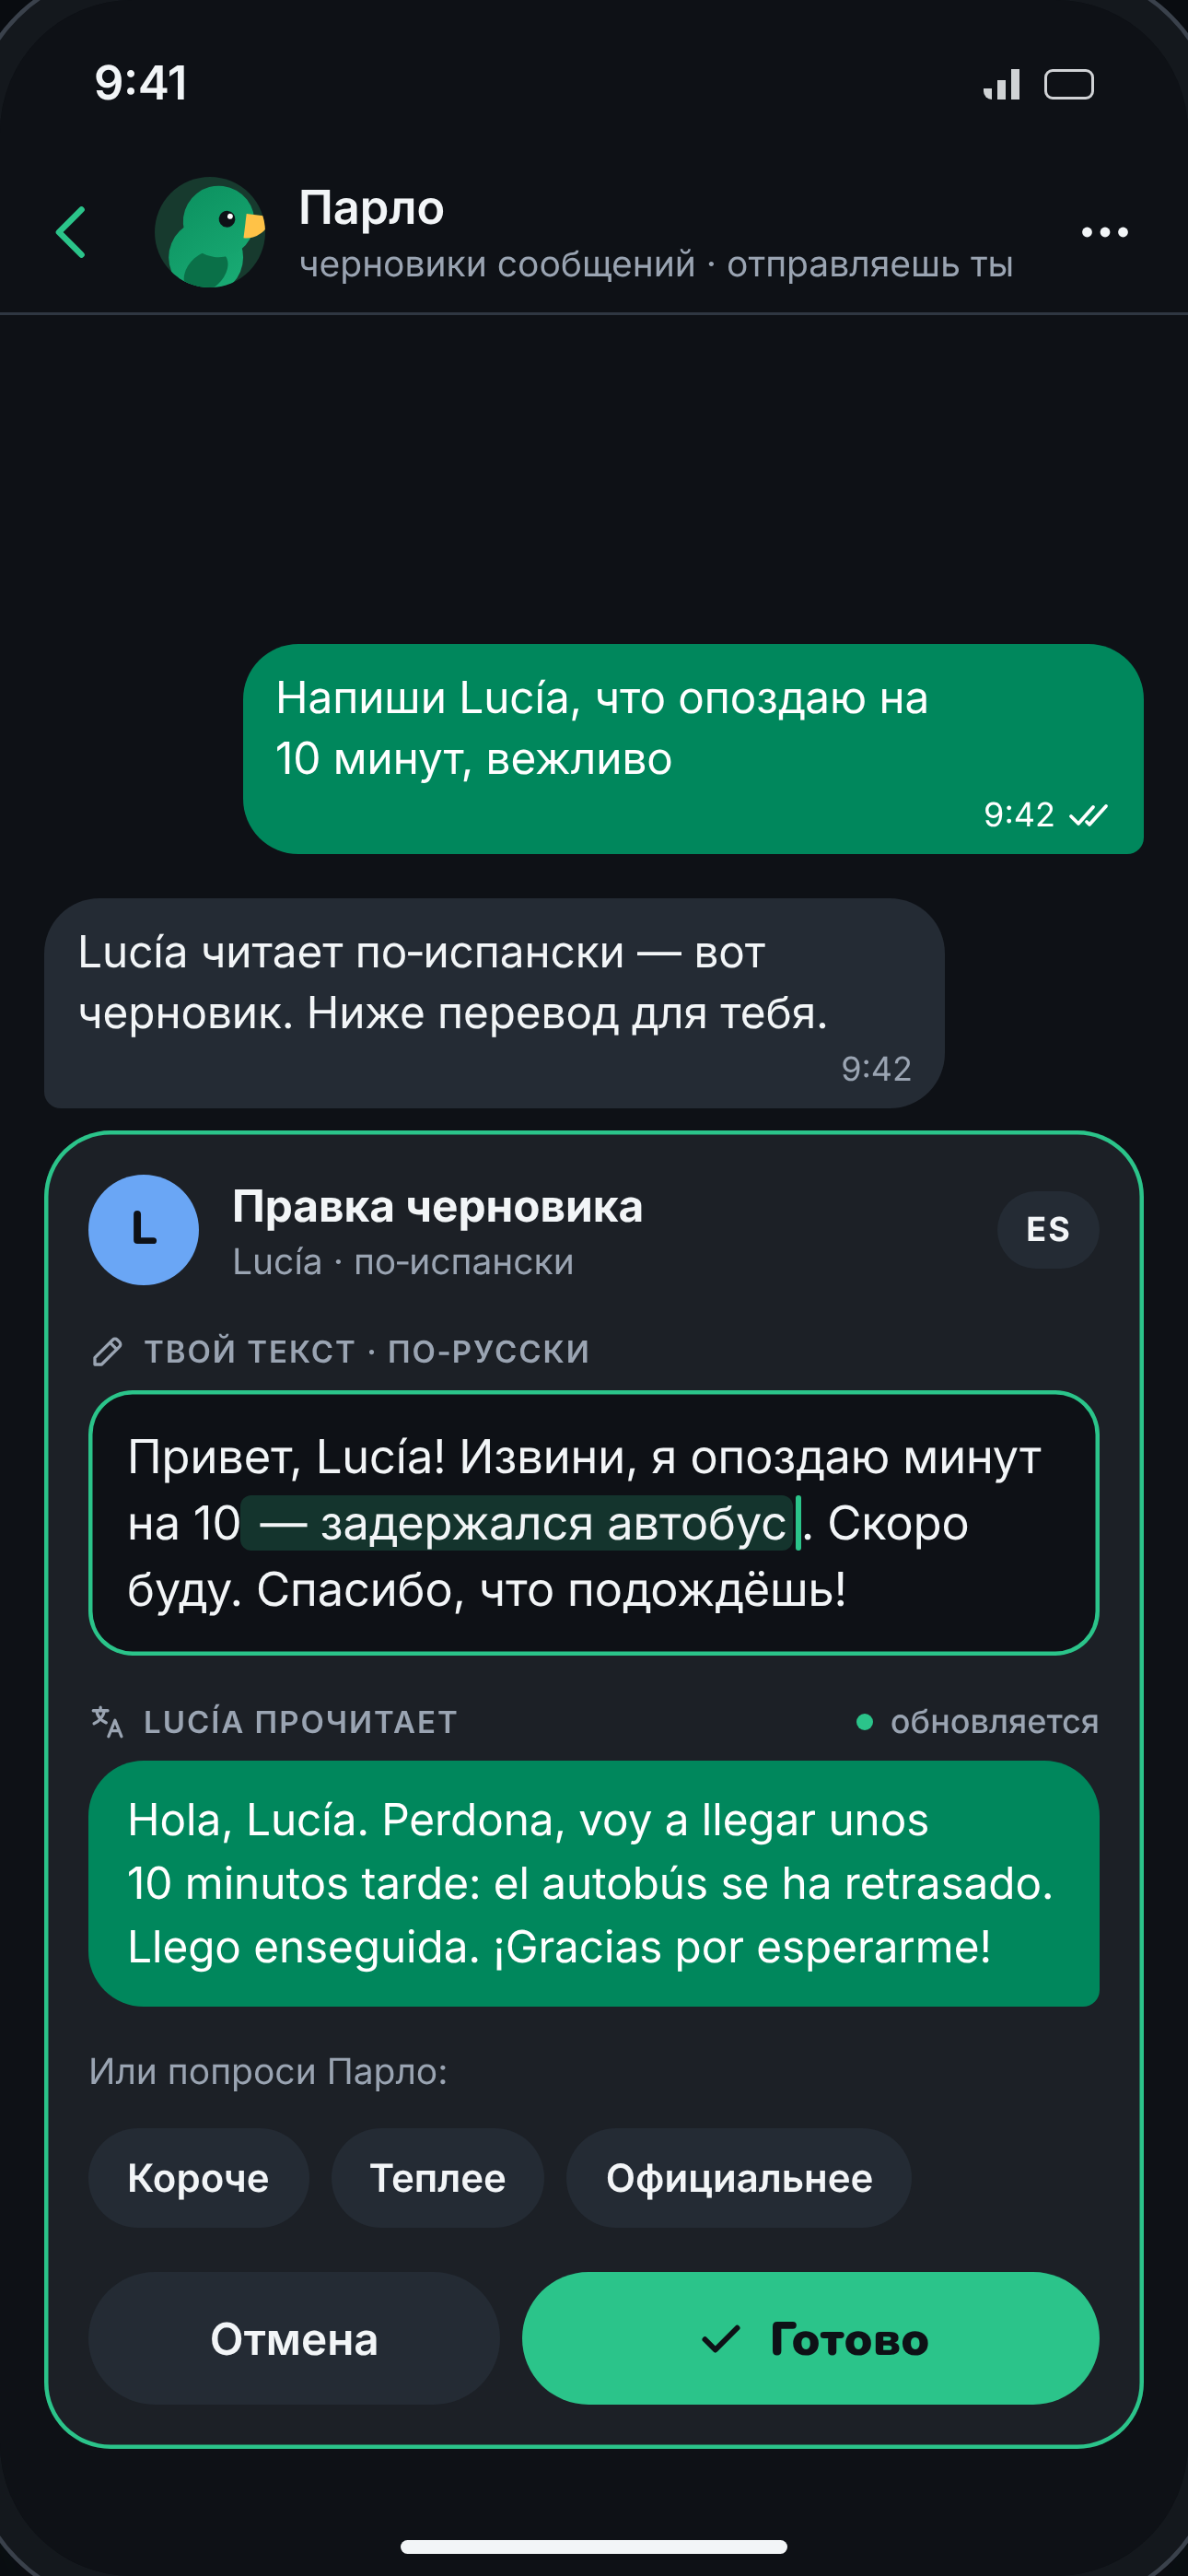 9:41
Парло
черновики сообщений · отправляешь ты
Напиши Lucía, что опоздаю на
10 минут, вежливо
9:42
Lucía читает по-испански — вот
черновик. Ниже перевод для тебя.
9:42
L
Правка черновика
Lucía · по-испански
ES
ТВОЙ ТЕКСТ · ПО-РУССКИ
Привет, Lucía! Извини, я опоздаю минут
на 10 — задержался автобус. Скоро
буду. Спасибо, что подождёшь!
LUCÍA ПРОЧИТАЕТ
обновляется
Hola, Lucía. Perdona, voy a llegar unos
10 minutos tarde: el autobús se ha retrasado.
Llego enseguida. ¡Gracias por esperarme!
Или попроси Парло:
Короче
Теплее
Официальнее
Отмена
Готово